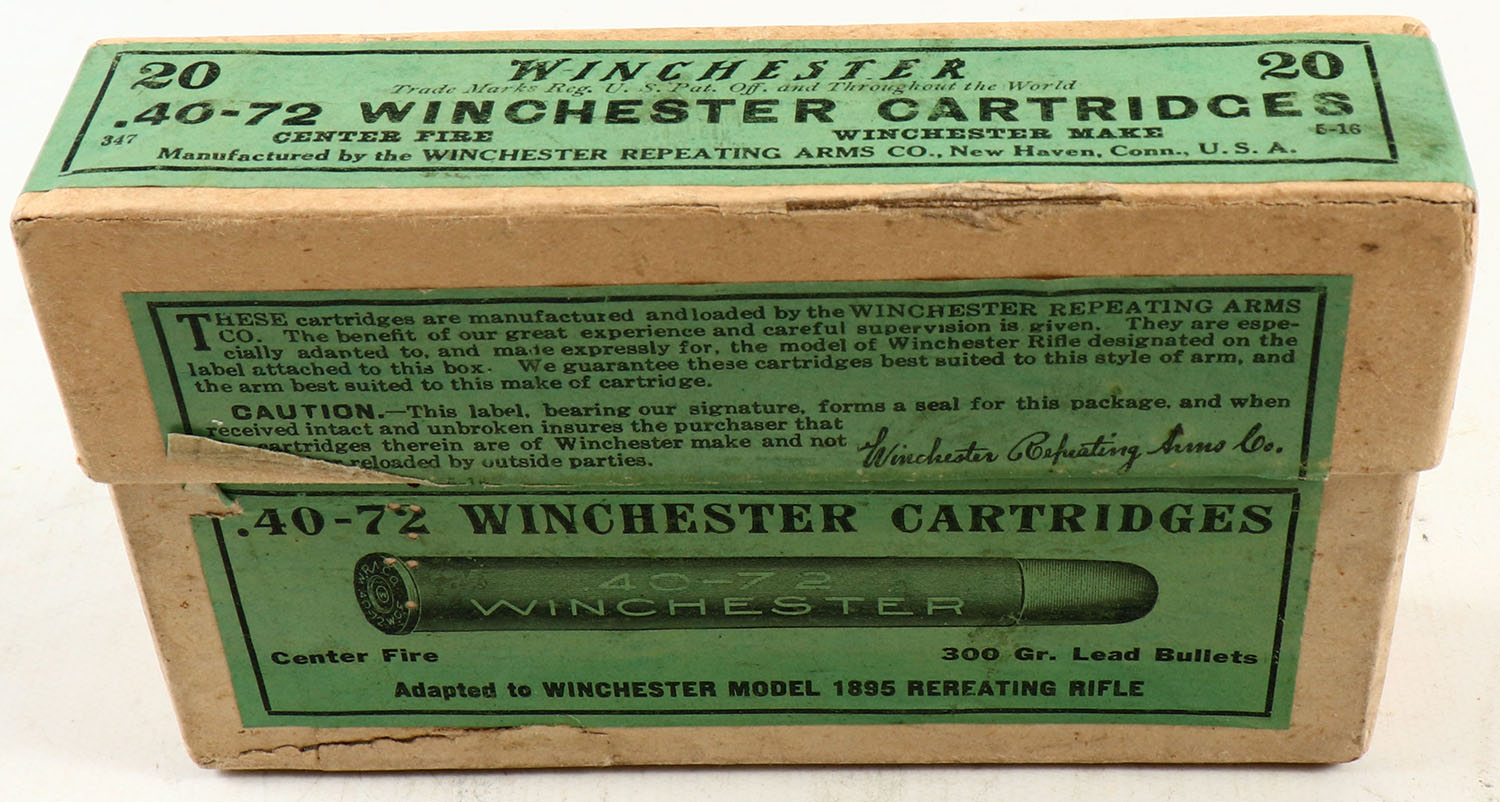 20 WINCHESTER 20
Trade Marks Reg. U. S. Pat. Off. and Throughout the World
.40-72 WINCHESTER CARTRIDGES
CENTER FIRE WINCHESTER MAKE
347 5-16
Manufactured by the WINCHESTER REPEATING ARMS CO., New Haven, Conn., U. S. A.
THESE cartridges are manufactured and loaded by the WINCHESTER REPEATING ARMS
CO. The benefit of our great experience and careful supervision is given. They are espe-
cially adapted to, and made expressly for, the model of Winchester Rifle designated on the
label attached to this box. We guarantee these cartridges best suited to this style of arm, and
the arm best suited to this make of cartridge.
CAUTION.—This label, bearing our signature, forms a seal for this package, and when
received intact and unbroken insures the purchaser that
cartridges therein are of Winchester make and not
reloaded by outside parties.
Winchester Repeating Arms Co.
.40-72 WINCHESTER CARTRIDGES
W.R.A.CO.
40-72 W.C.F.
.40-72
WINCHESTER
Center Fire 300 Gr. Lead Bullets
Adapted to WINCHESTER MODEL 1895 REREATING RIFLE